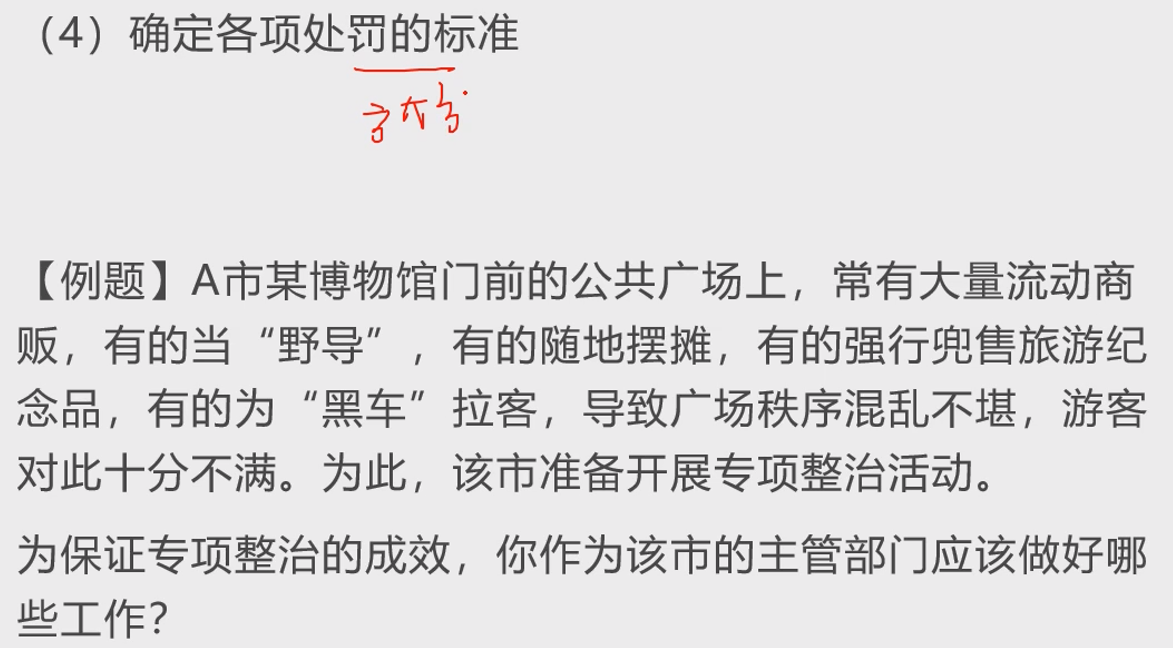 （4）确定各项处罚的标准
【例题】A市某博物馆门前的公共广场上，常有大量流动商
贩，有的当“野导”，有的随地摆摊，有的强行兜售旅游纪
念品，有的为“黑车”拉客，导致广场秩序混乱不堪，游客
对此十分不满。为此，该市准备开展专项整治活动。
为保证专项整治的成效，你作为该市的主管部门应该做好哪
些工作？